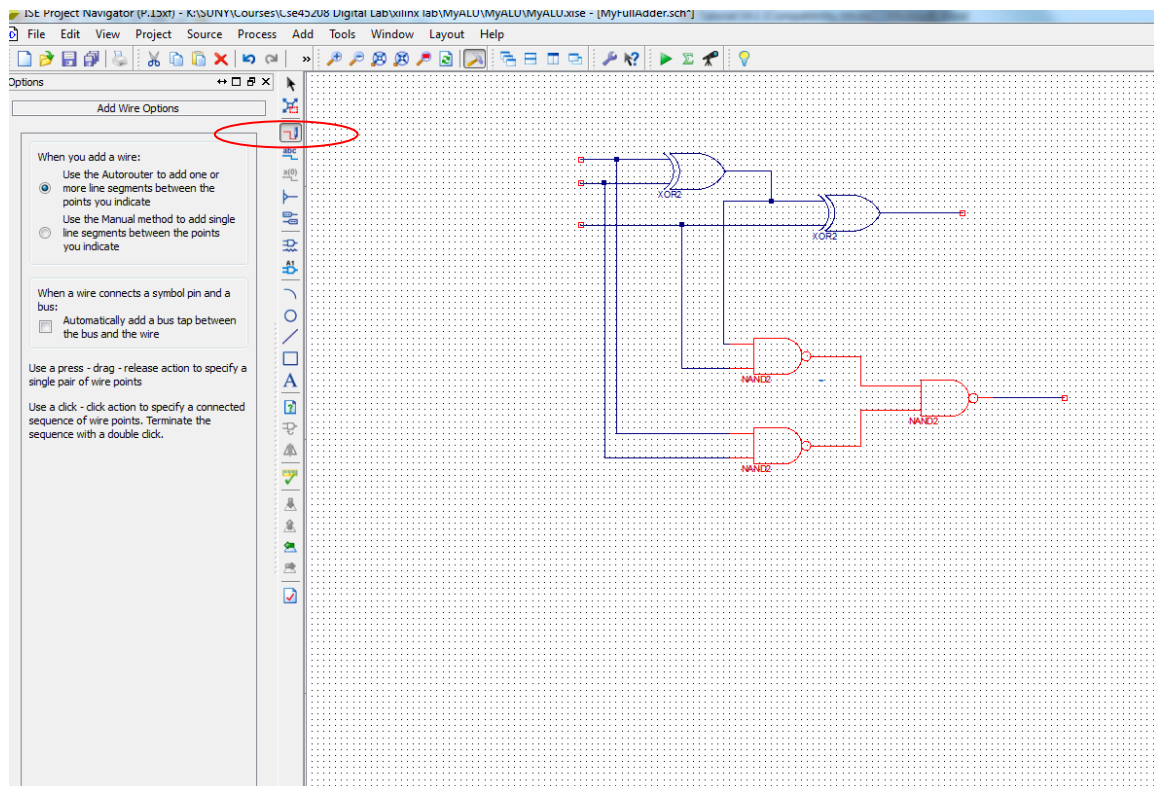 ISE Project Navigator (P.15xf) - K:\SUNY\Courses\Cse45208 Digital Lab\xilinx lab\MyALU\MyALU\MyALU.xise - [MyFullAdder.sch*]
File Edit View Project Source Process Add Tools Window Layout Help
Options
Add Wire Options
When you add a wire:
Use the Autorouter to add one or
more line segments between the
points you indicate
Use the Manual method to add single
line segments between the points
you indicate
When a wire connects a symbol pin and a
bus:
Automatically add a bus tap between
the bus and the wire
Use a press - drag - release action to specify a
single pair of wire points
Use a click - click action to specify a connected
sequence of wire points. Terminate the
sequence with a double click.
abc
a(0)
A1
A
XOR2
XOR2
NAND2
NAND2
NAND2